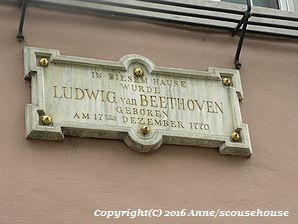 IN DIESEM HAUSE
WURDE
LUDWIG van BEETHOVEN
GEBOREN
AM 17TEN DEZEMBER 1770
Copyright(C) 2016 Anne/scousehouse